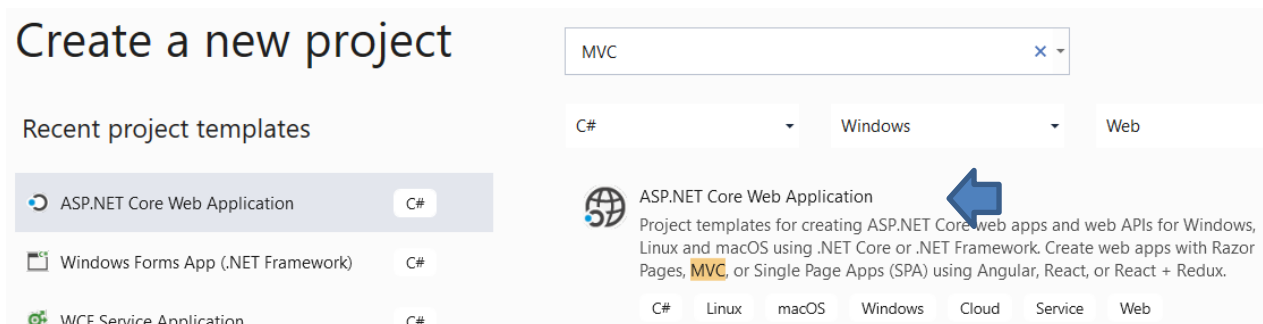 Create a new project
MVC
Recent project templates
C#
Windows
Web
ASP.NET Core Web Application
C#
Windows Forms App (.NET Framework)
C#
WCF Service Application
C#
ASP.NET Core Web Application
Project templates for creating ASP.NET Core web apps and web APIs for Windows,
Linux and macOS using .NET Core or .NET Framework. Create web apps with Razor
Pages, MVC, or Single Page Apps (SPA) using Angular, React, or React + Redux.
C# Linux macOS Windows Cloud Service Web